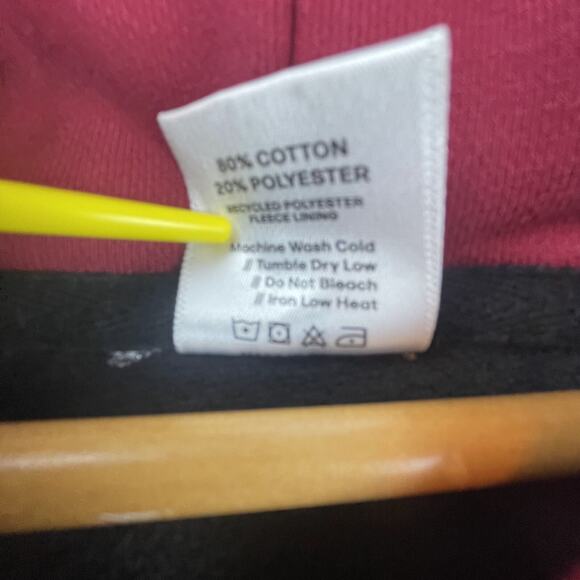 80% COTTON
20% POLYESTER
RECYCLED POLYESTER
FLEECE LINING
Machine Wash Cold
// Tumble Dry Low
// Do Not Bleach
// Iron Low Heat